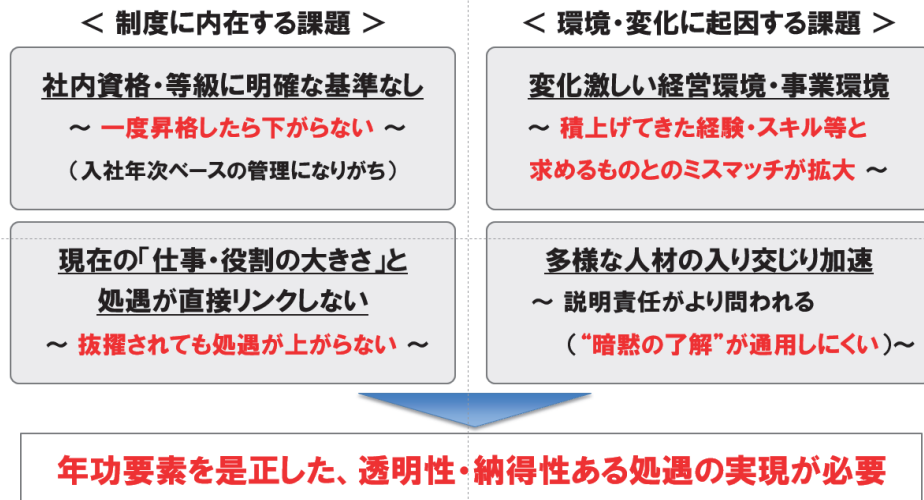 ＜ 制度に内在する課題 ＞
社内資格・等級に明確な基準なし
～ 一度昇格したら下がらない ～
（入社年次ベースの管理になりがち）
現在の「仕事・役割の大きさ」と
処遇が直接リンクしない
～ 抜擢されても処遇が上がらない ～
＜ 環境・変化に起因する課題 ＞
変化激しい経営環境・事業環境
～ 積上げてきた経験・スキル等と
求めるものとのミスマッチが拡大 ～
多様な人材の入り交じり加速
～ 説明責任がより問われる
（“暗黙の了解”が通用しにくい）～
年功要素を是正した、透明性・納得性ある処遇の実現が必要